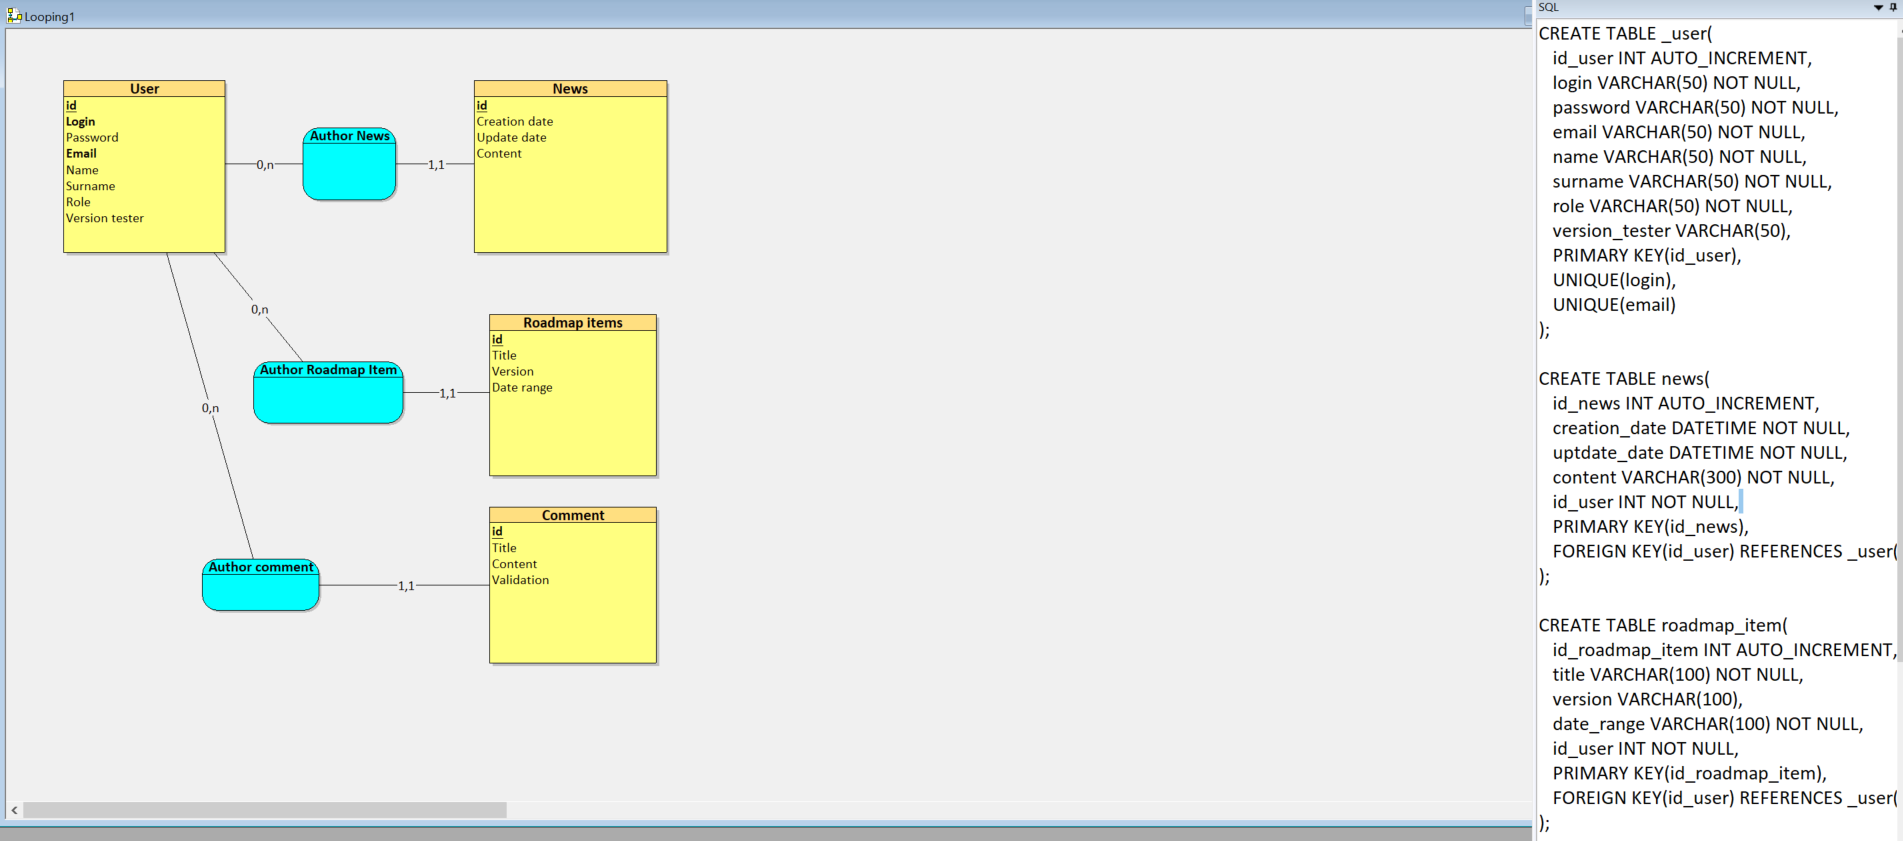 Looping1
User
id
Login
Password
Email
Name
Surname
Role
Version tester
0,n
Author News
1,1
News
id
Creation date
Update date
Content
0,n
Author Roadmap Item
1,1
Roadmap items
id
Title
Version
Date range
0,n
Author comment
1,1
Comment
id
Title
Content
Validation
SQL
CREATE TABLE _user(
id_user INT AUTO_INCREMENT,
login VARCHAR(50) NOT NULL,
password VARCHAR(50) NOT NULL,
email VARCHAR(50) NOT NULL,
name VARCHAR(50) NOT NULL,
surname VARCHAR(50) NOT NULL,
role VARCHAR(50) NOT NULL,
version_tester VARCHAR(50),
PRIMARY KEY(id_user),
UNIQUE(login),
UNIQUE(email)
);
CREATE TABLE news(
id_news INT AUTO_INCREMENT,
creation_date DATETIME NOT NULL,
uptdate_date DATETIME NOT NULL,
content VARCHAR(300) NOT NULL,
id_user INT NOT NULL,
PRIMARY KEY(id_news),
FOREIGN KEY(id_user) REFERENCES _user(
);
CREATE TABLE roadmap_item(
id_roadmap_item INT AUTO_INCREMENT,
title VARCHAR(100) NOT NULL,
version VARCHAR(100),
date_range VARCHAR(100) NOT NULL,
id_user INT NOT NULL,
PRIMARY KEY(id_roadmap_item),
FOREIGN KEY(id_user) REFERENCES _user(
);